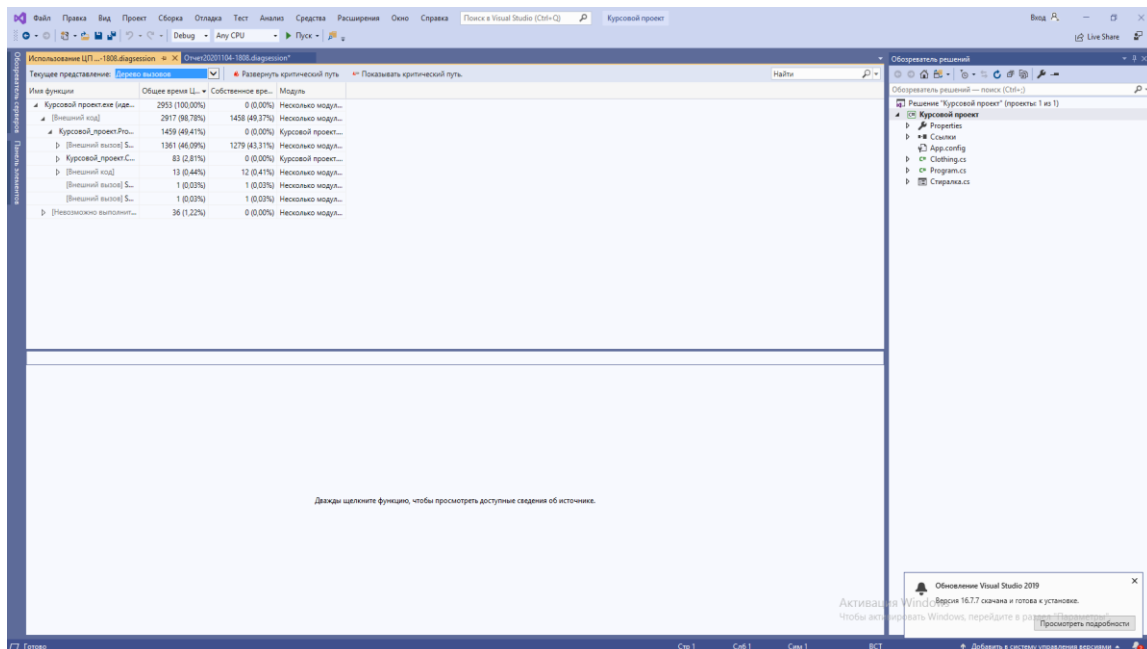 Файл Правка Вид Проект Сборка Отладка Тест Анализ Средства Расширения Окно Справка Поиск в Visual Studio (Ctrl+Q) Курсовой проект Вход
Debug Any CPU Пуск Live Share
Обозреватель серверов
Панель элементов
Использование ЦП...-1808.diagsession Отчет20201104-1808.diagsession*
Текущее представление: Дерево вызовов Развернуть критический путь Показывать критический путь. Найти
Имя функции Общее время Ц... Собственное вре... Модуль
Курсовой проект.exe (иде... 2953 (100,00%) 0 (0,00%) Несколько модул...
[Внешний код] 2917 (98,78%) 1458 (49,37%) Несколько модул...
Курсовой_проект.Pro... 1459 (49,41%) 0 (0,00%) Курсовой проект....
[Внешний вызов] S... 1361 (46,09%) 1279 (43,31%) Несколько модул...
Курсовой_проект.C... 83 (2,81%) 0 (0,00%) Курсовой проект....
[Внешний код] 13 (0,44%) 12 (0,41%) Несколько модул...
[Внешний вызов] S... 1 (0,03%) 1 (0,03%) Несколько модул...
[Внешний вызов] S... 1 (0,03%) 1 (0,03%) Несколько модул...
[Невозможно выполнит... 36 (1,22%) 0 (0,00%) Несколько модул...
Дважды щелкните функцию, чтобы просмотреть доступные сведения об источнике.
Обозреватель решений
Обозреватель решений — поиск (Ctrl+;)
Решение "Курсовой проект" (проекты: 1 из 1)
Курсовой проект
Properties
Ссылки
App.config
Clothing.cs
Program.cs
Стиралка.cs
Обновление Visual Studio 2019
Версия 16.7.7 скачана и готова к установке.
Просмотреть подробности
Активация Windows
Чтобы активировать Windows, перейдите в раздел "Параметры".
Готово Стр 1 Слб 1 Симв 1 ВСТ Добавить в систему управления версиями